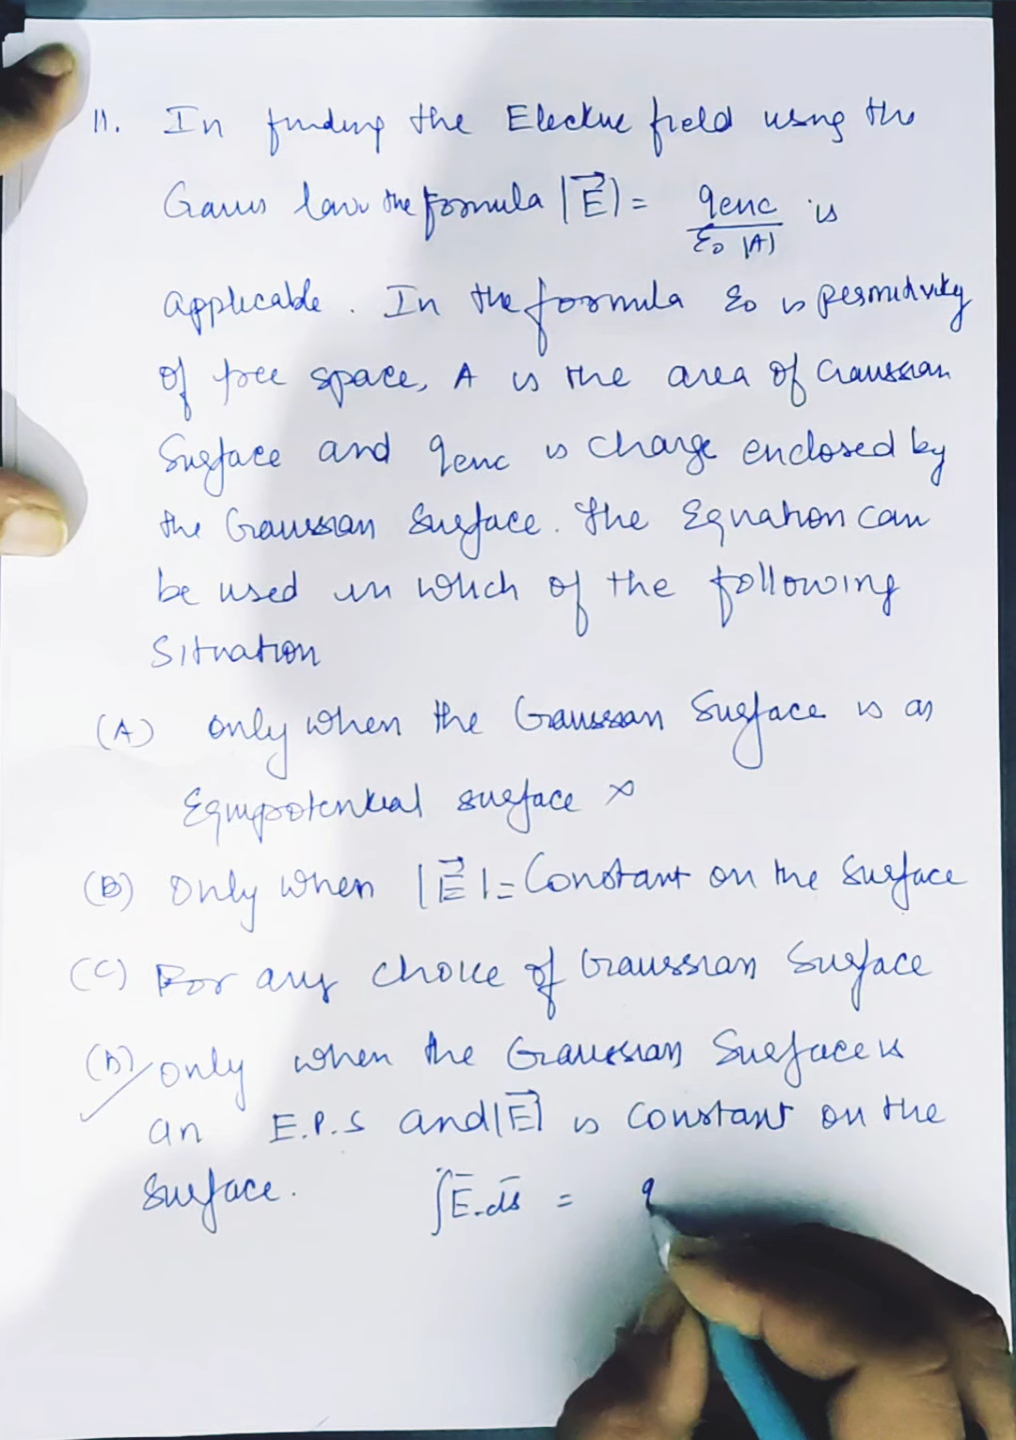 11. In finding the Electric field using the
Gauss law the formula |E⃗| = qenc / ε0 |A| is
applicable. In the formula ε0 is permittivity
of free space, A is the area of Gaussian
Surface and qenc is charge enclosed by
the Gaussian Surface. The Equation can
be used in which of the following
Situation
(A) only when the Gaussian Surface is an
Equipotential surface ×
(B) Only when |E⃗| = Constant on the Surface
(C) For any choice of Gaussian Surface
(D) only when the Gaussian Surface is
an E.P.S and |E⃗| is constant on the
Surface. ∫E̅.ds̅ = q